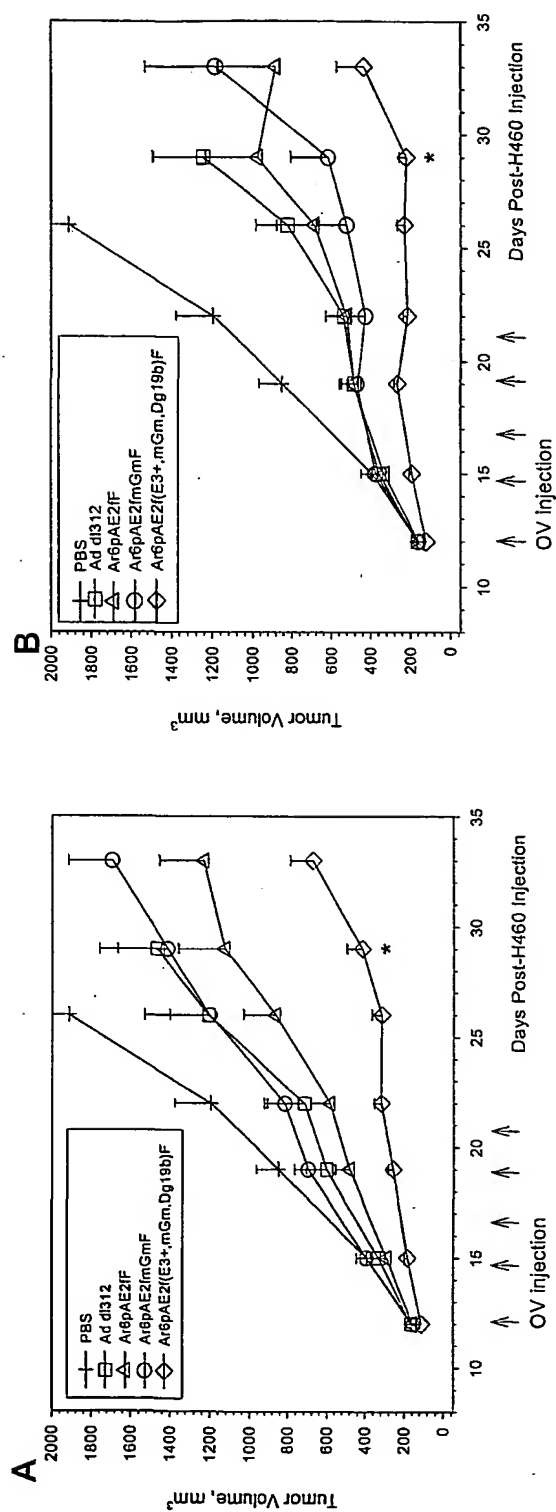 A
Tumor Volume, mm3
2000
1800
1600
1400
1200
1000
800
600
400
200
0
PBS
Ad dl312
Ar6pAE2fF
Ar6pAE2fmGmF
Ar6pAE2f(E3+,mGm,Dg19b)F
*
10
15
20
25
30
35
OV injection
Days Post-H460 Injection
B
Tumor Volume, mm3
2000
1800
1600
1400
1200
1000
800
600
400
200
0
PBS
Ad dl312
Ar6pAE2fF
Ar6pAE2fmGmF
Ar6pAE2f(E3+,mGm,Dg19b)F
*
10
15
20
25
30
35
OV injection
Days Post-H460 Injection